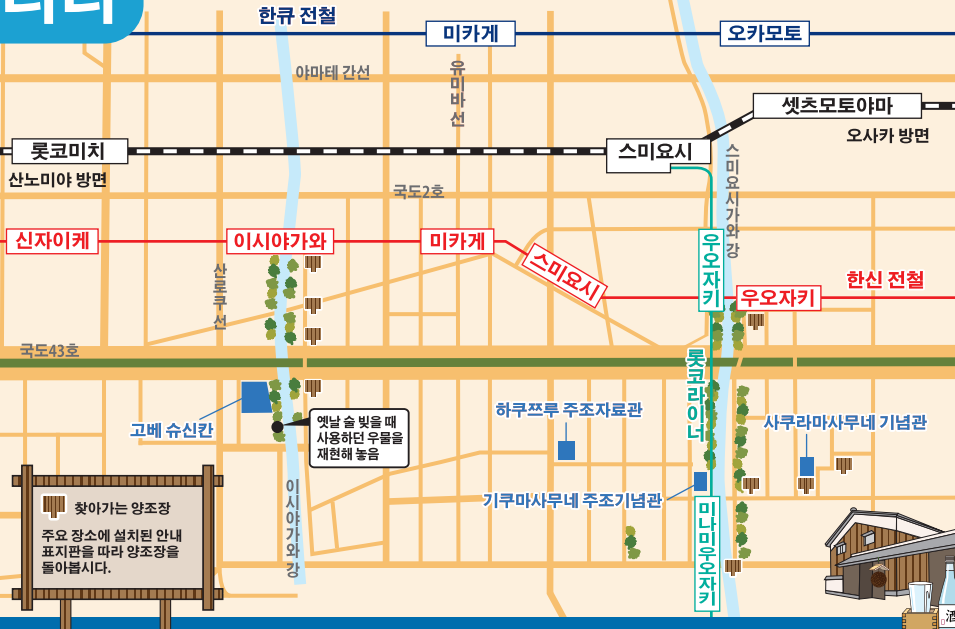 한큐 전철
미카게
오카모토
야마테 간선
유미바선
셋츠모토야마
오사카 방면
롯코미치
산노미야 방면
스미요시
스미요시가와 강
국도2호
신자이케
이시야가와
미카게
스미요시
우오자키
우오자키
한신 전철
산로쿠선
국도43호
롯코라이너
고베 슈신칸
옛날 술 빚을 때
사용하던 우물을
재현해 놓음
하쿠쯔루 주조자료관
사쿠라마사무네 기념관
기쿠마사무네 주조기념관
이시야가와 강
미나미우오자키
찾아가는 양조장
주요 장소에 설치된 안내
표지판을 따라 양조장을
돌아봅시다.
酒